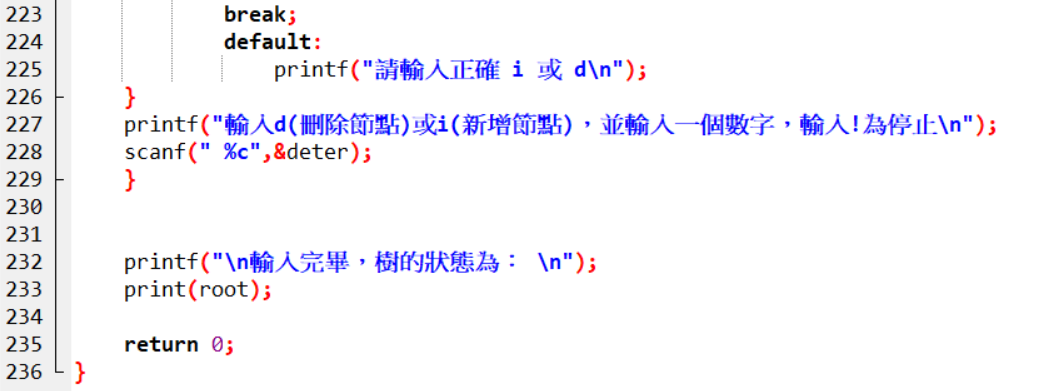 223 break;
224 default:
225 printf("請輸入正確 i 或 d\n");
226 }
227 printf("輸入d(刪除節點)或i(新增節點)，並輸入一個數字，輸入!為停止\n");
228 scanf(" %c",&deter);
229 }
230
231
232 printf("\n輸入完畢，樹的狀態為： \n");
233 print(root);
234
235 return 0;
236 }